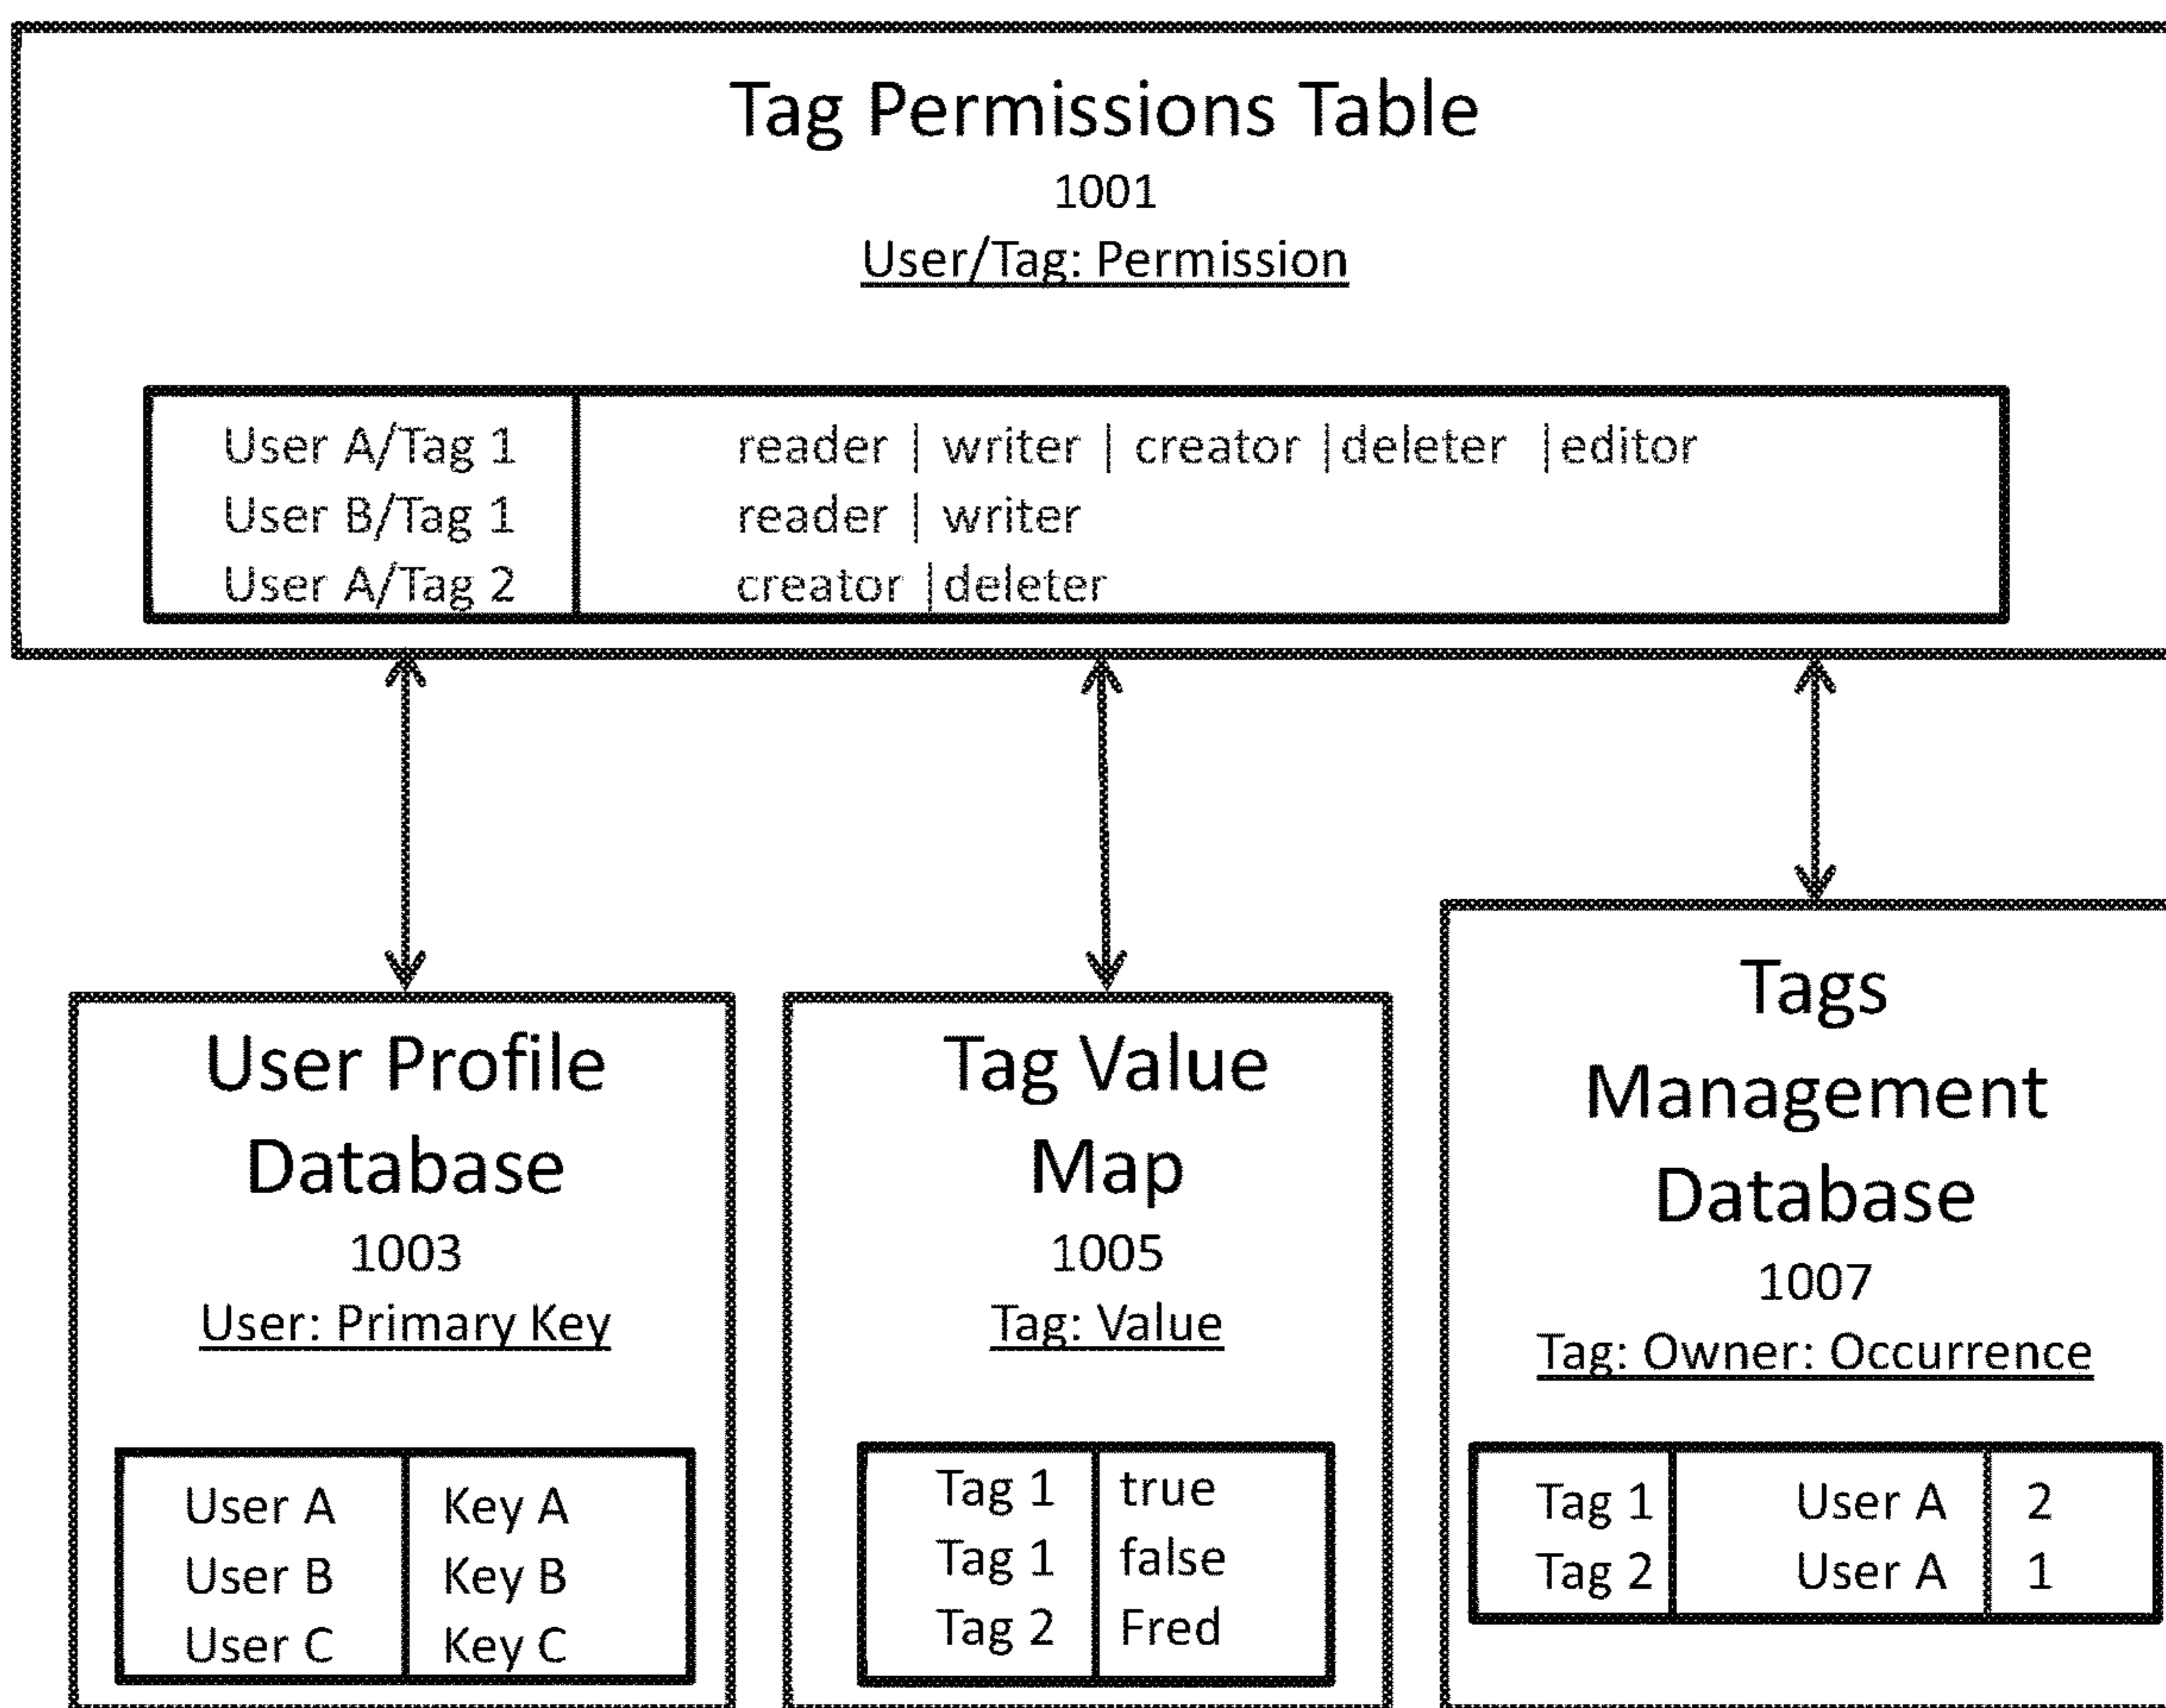 Tag Permissions Table
1001
User/Tag: Permission
User A/Tag 1 reader | writer | creator |deleter |editor
User B/Tag 1 reader | writer
User A/Tag 2 creator |deleter
User Profile
Database
1003
User: Primary Key
User A Key A
User B Key B
User C Key C
Tag Value
Map
1005
Tag: Value
Tag 1 true
Tag 1 false
Tag 2 Fred
Tags
Management
Database
1007
Tag: Owner: Occurrence
Tag 1 User A 2
Tag 2 User A 1